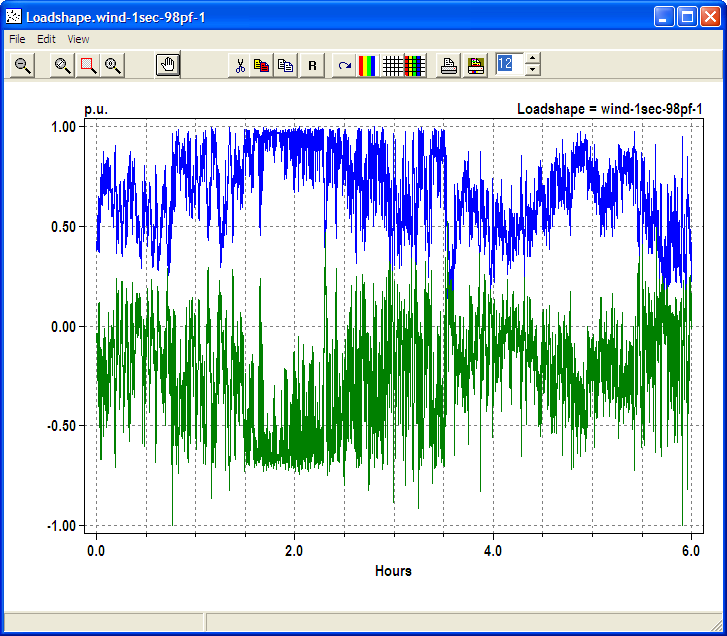 Loadshape.wind-1sec-98pf-1
File Edit View
R
12
p.u. Loadshape = wind-1sec-98pf-1
1.00
0.50
0.00
-0.50
-1.00
0.0 2.0 4.0 6.0
Hours